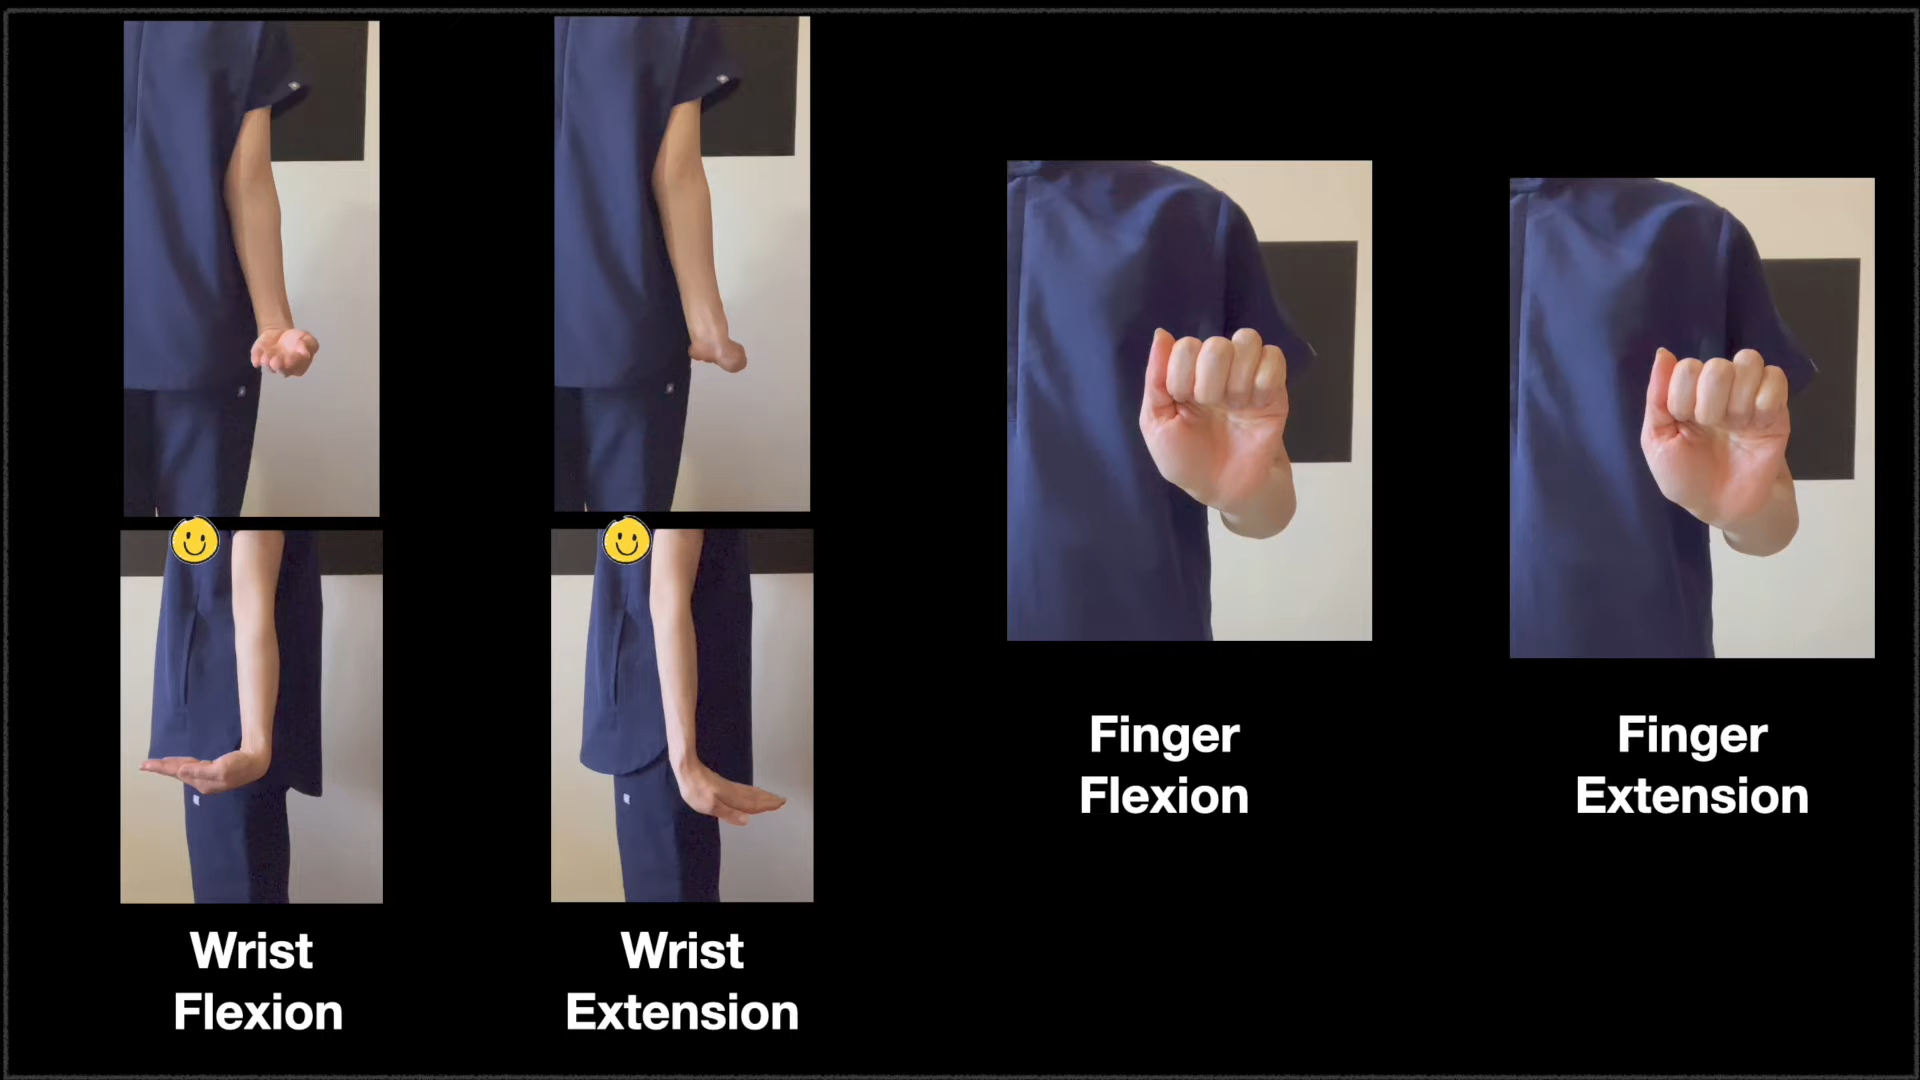 Wrist
Flexion
Wrist
Extension
Finger
Flexion
Finger
Extension